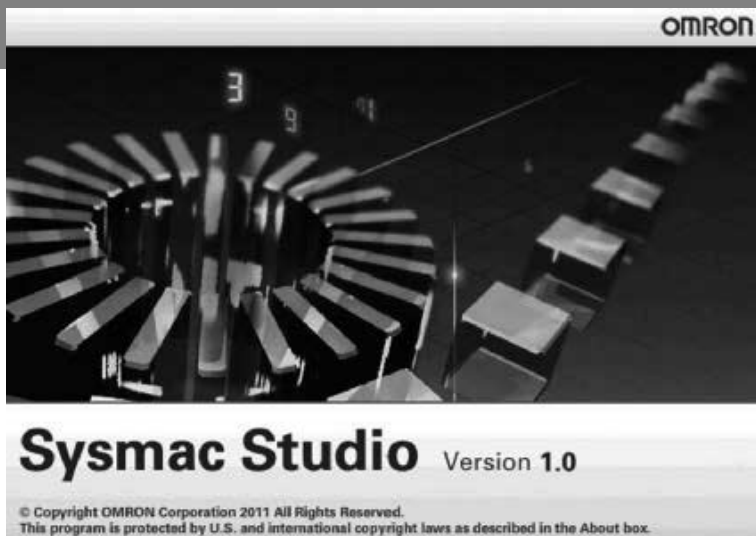 OMRON
3
9
7
Sysmac Studio Version 1.0
© Copyright OMRON Corporation 2011 All Rights Reserved.
This program is protected by U.S. and international copyright laws as described in the About box.